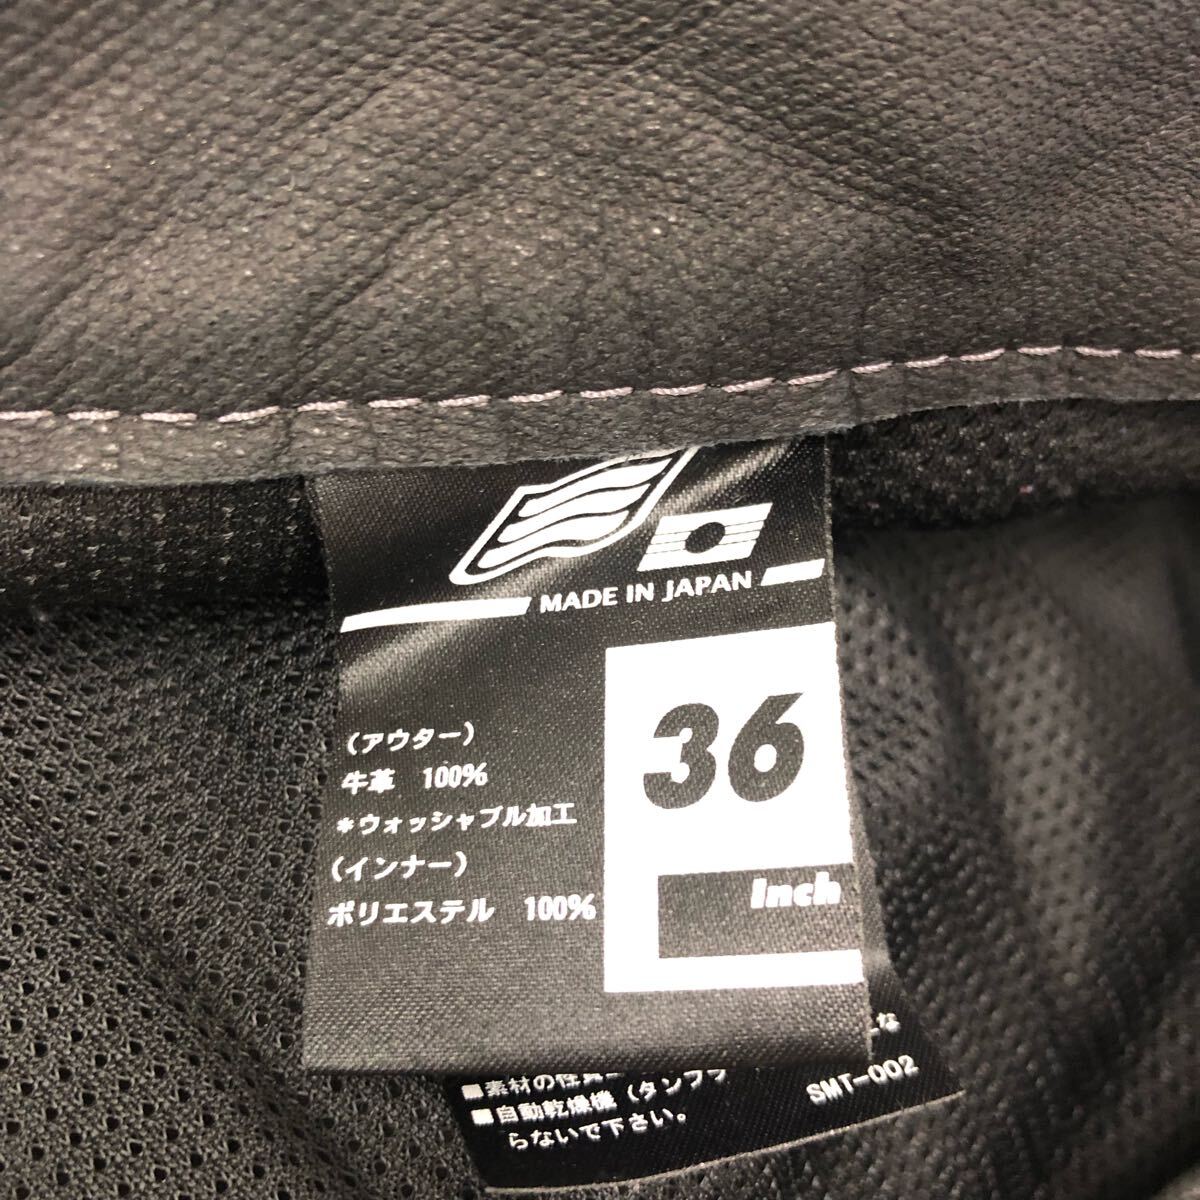 MADE IN JAPAN
(アウター)
牛革 100%
*ウォッシャブル加工
(インナー)
ポリエステル 100%
36
Inch
な
■素材の性質
■自動乾燥機(タンブラ
らないで下さい。
SMT-002